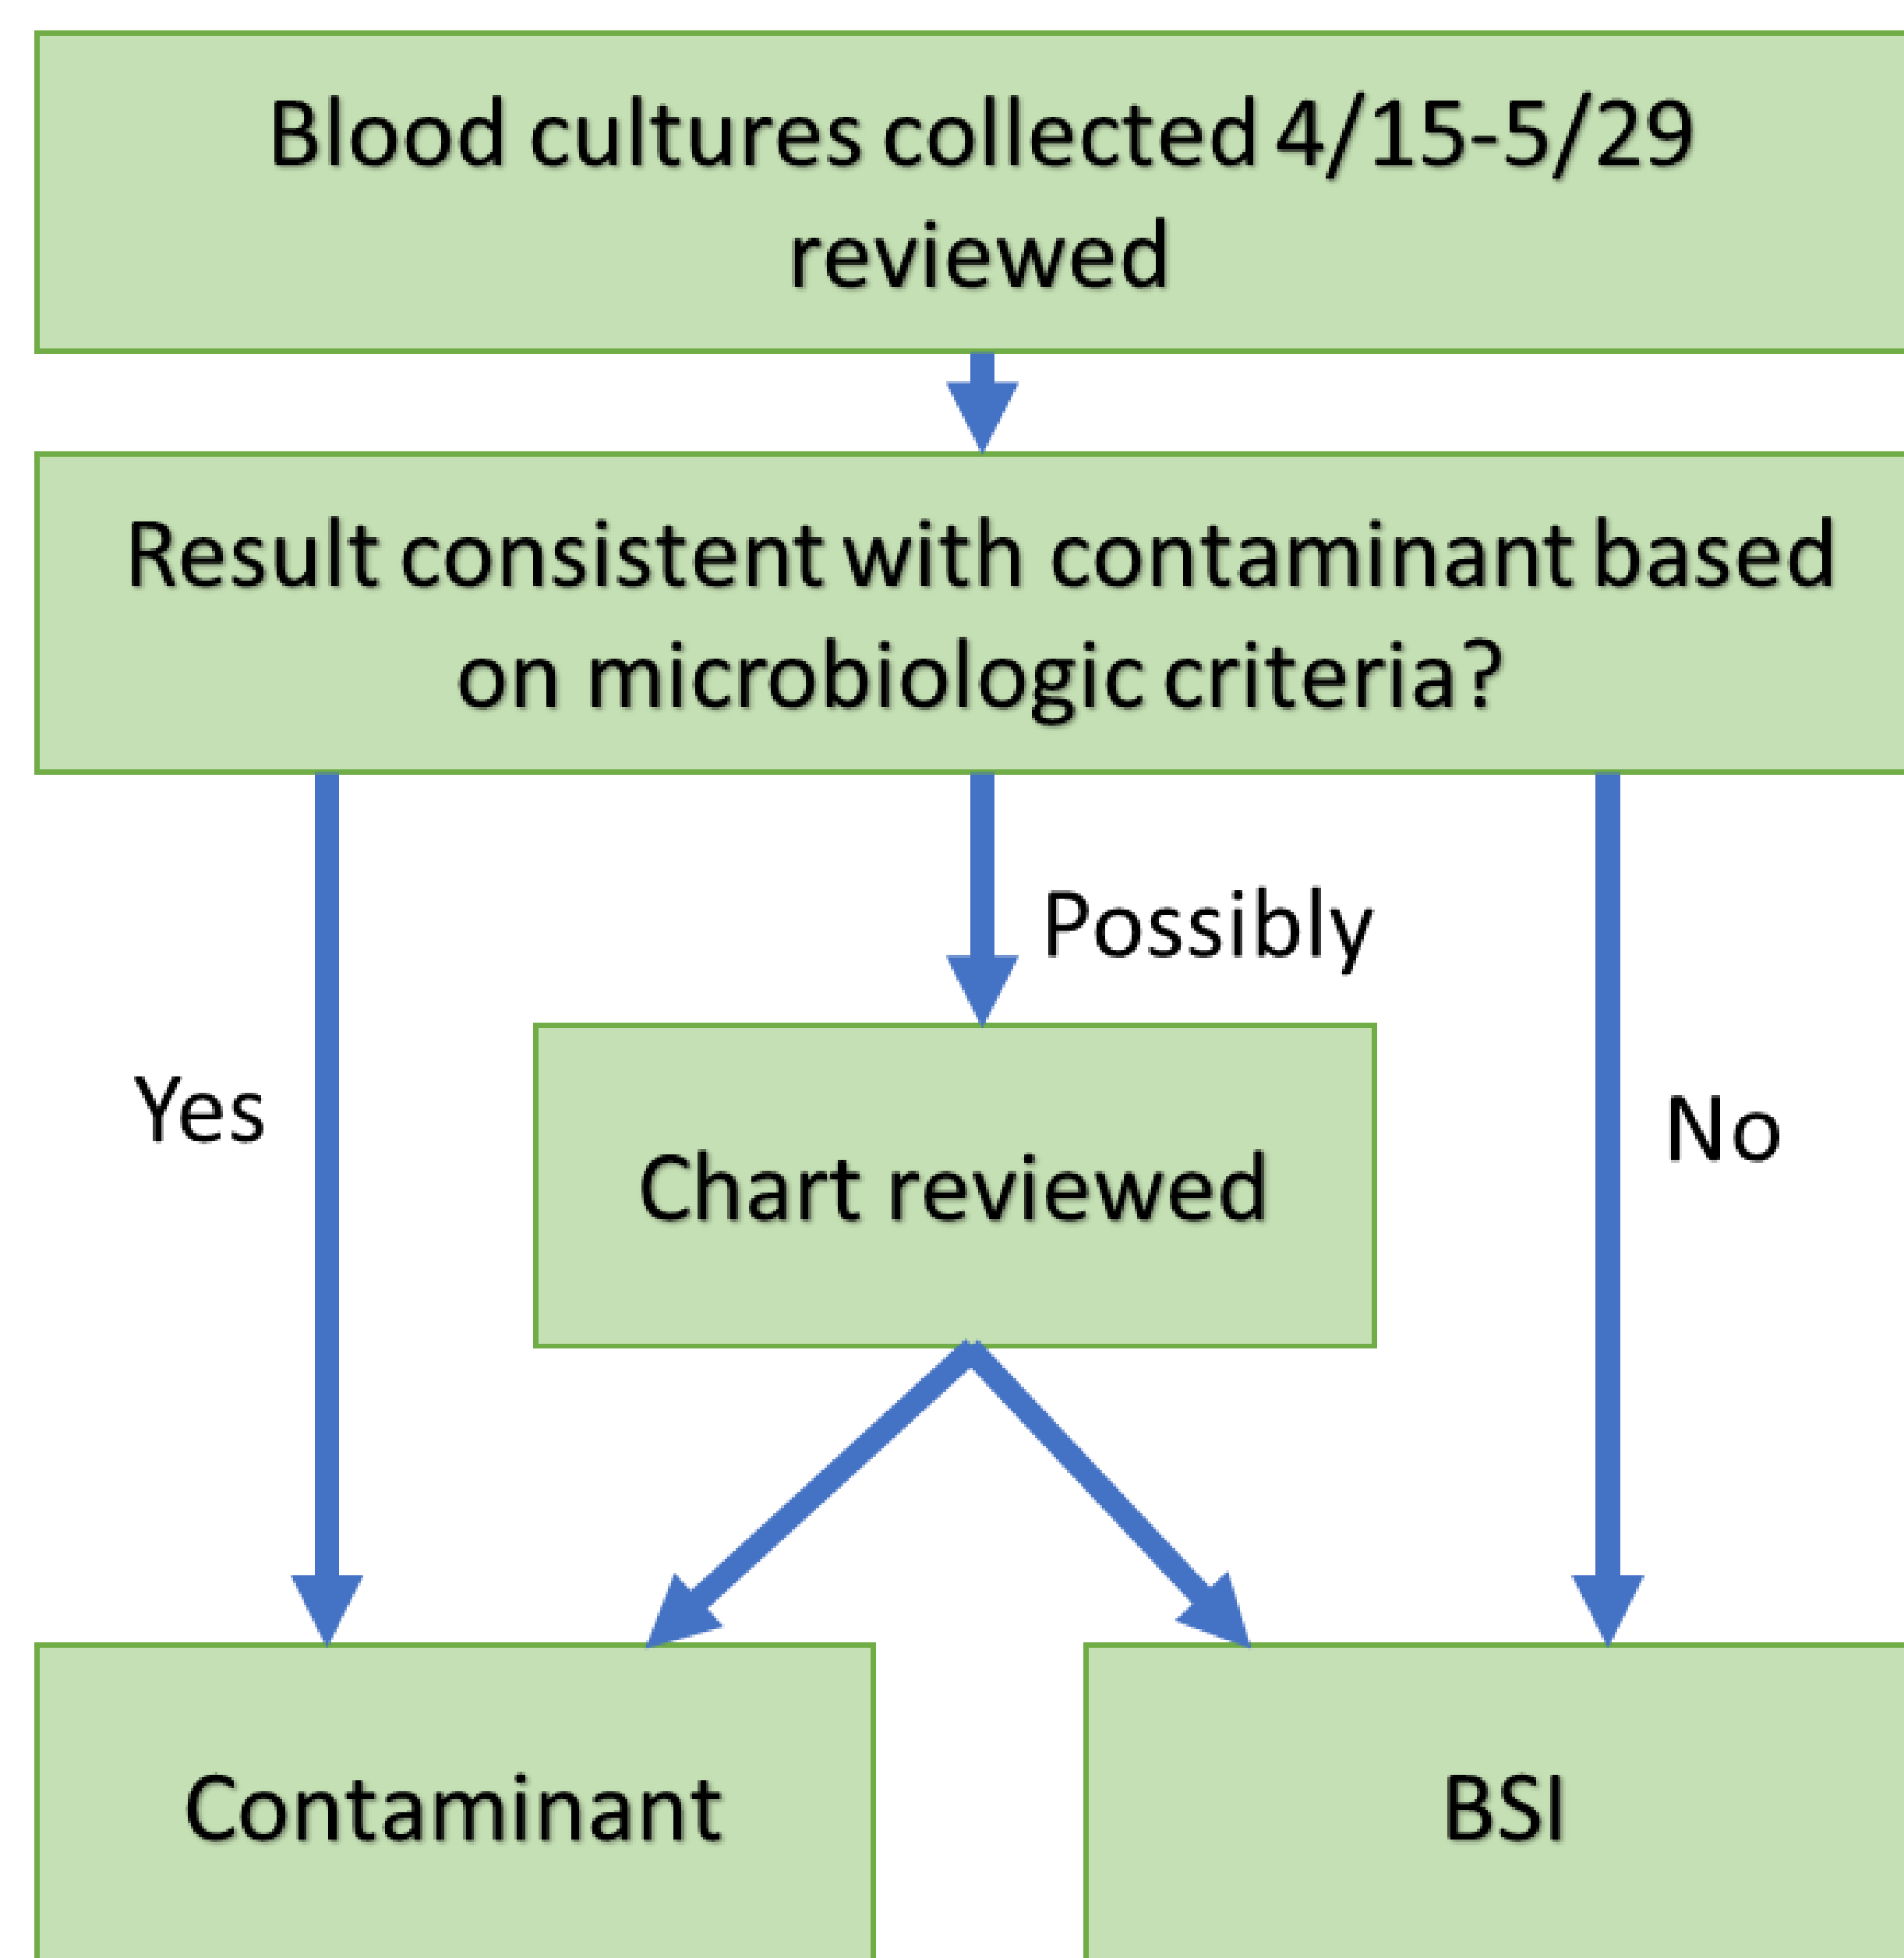 Blood cultures collected 4/15-5/29
reviewed
Result consistent with contaminant based
on microbiologic criteria?
Possibly
Yes
No
Chart reviewed
Contaminant
BSI